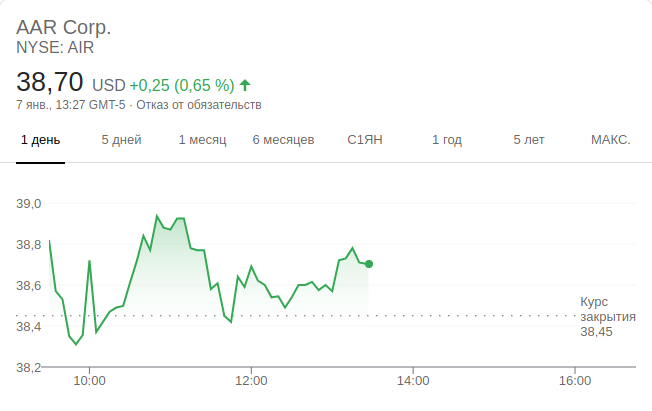 AAR Corp.
NYSE: AIR
38,70 USD +0,25 (0,65 %)
7 янв., 13:27 GMT-5 · Отказ от обязательств
1 день 5 дней 1 месяц 6 месяцев С1ЯН 1 год 5 лет МАКС.
39,0
38,8
38,6
38,4
38,2
Курс
закрытия
38,45
10:00 12:00 14:00 16:00